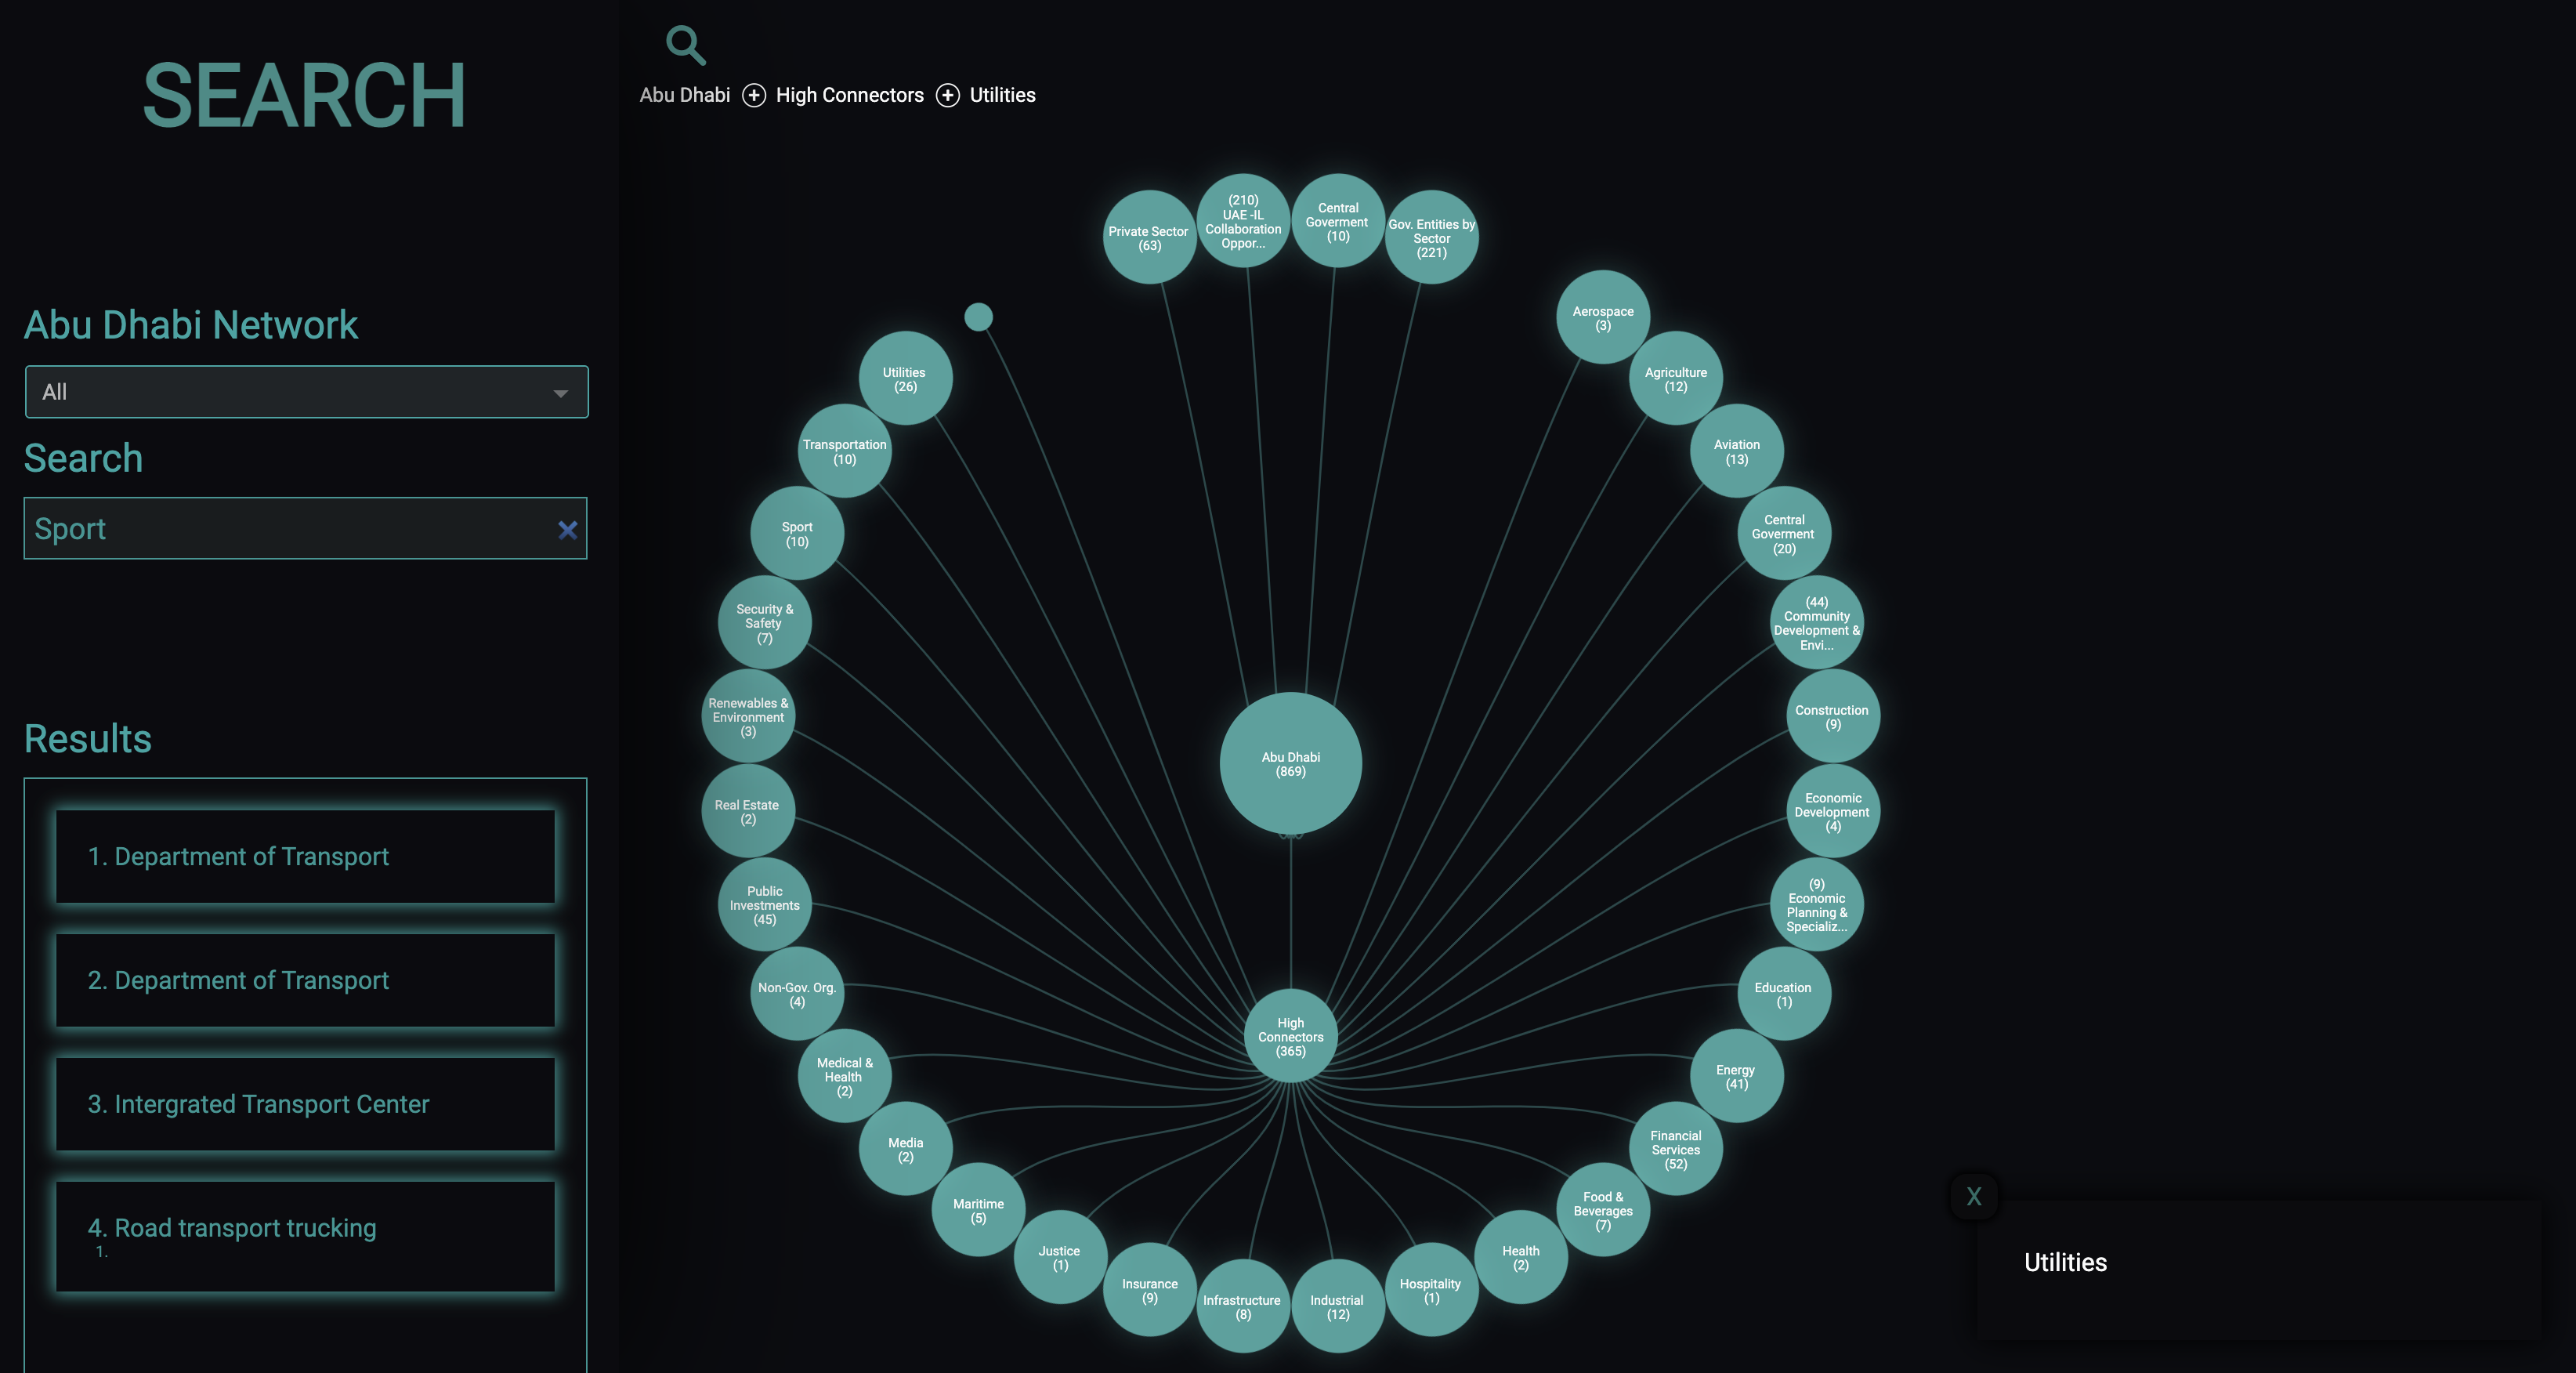 SEARCH
Abu Dhabi Network
All
Search
Sport
Results
1. Department of Transport
2. Department of Transport
3. Intergrated Transport Center
4. Road transport trucking
1.
Abu Dhabi
High Connectors
Utilities
Private Sector
(63)
(210)
UAE -IL
Collaboration
Oppor...
Central
Goverment
(10)
Gov. Entities by
Sector
(221)
Aerospace
(3)
Agriculture
(12)
Aviation
(13)
Central
Goverment
(20)
(44)
Community
Development &
Envi...
Construction
(9)
Economic
Development
(4)
(9)
Economic
Planning &
Specializ...
Education
(1)
Energy
(41)
Financial
Services
(52)
Food &
Beverages
(7)
Health
(2)
Hospitality
(1)
Industrial
(12)
Infrastructure
(8)
Insurance
(9)
Justice
(1)
Maritime
(5)
Media
(2)
Medical &
Health
(2)
Non-Gov. Org.
(4)
Public
Investments
(45)
Real Estate
(2)
Renewables &
Environment
(3)
Security &
Safety
(7)
Sport
(10)
Transportation
(10)
Utilities
(26)
Abu Dhabi
(869)
High
Connectors
(365)
X
Utilities